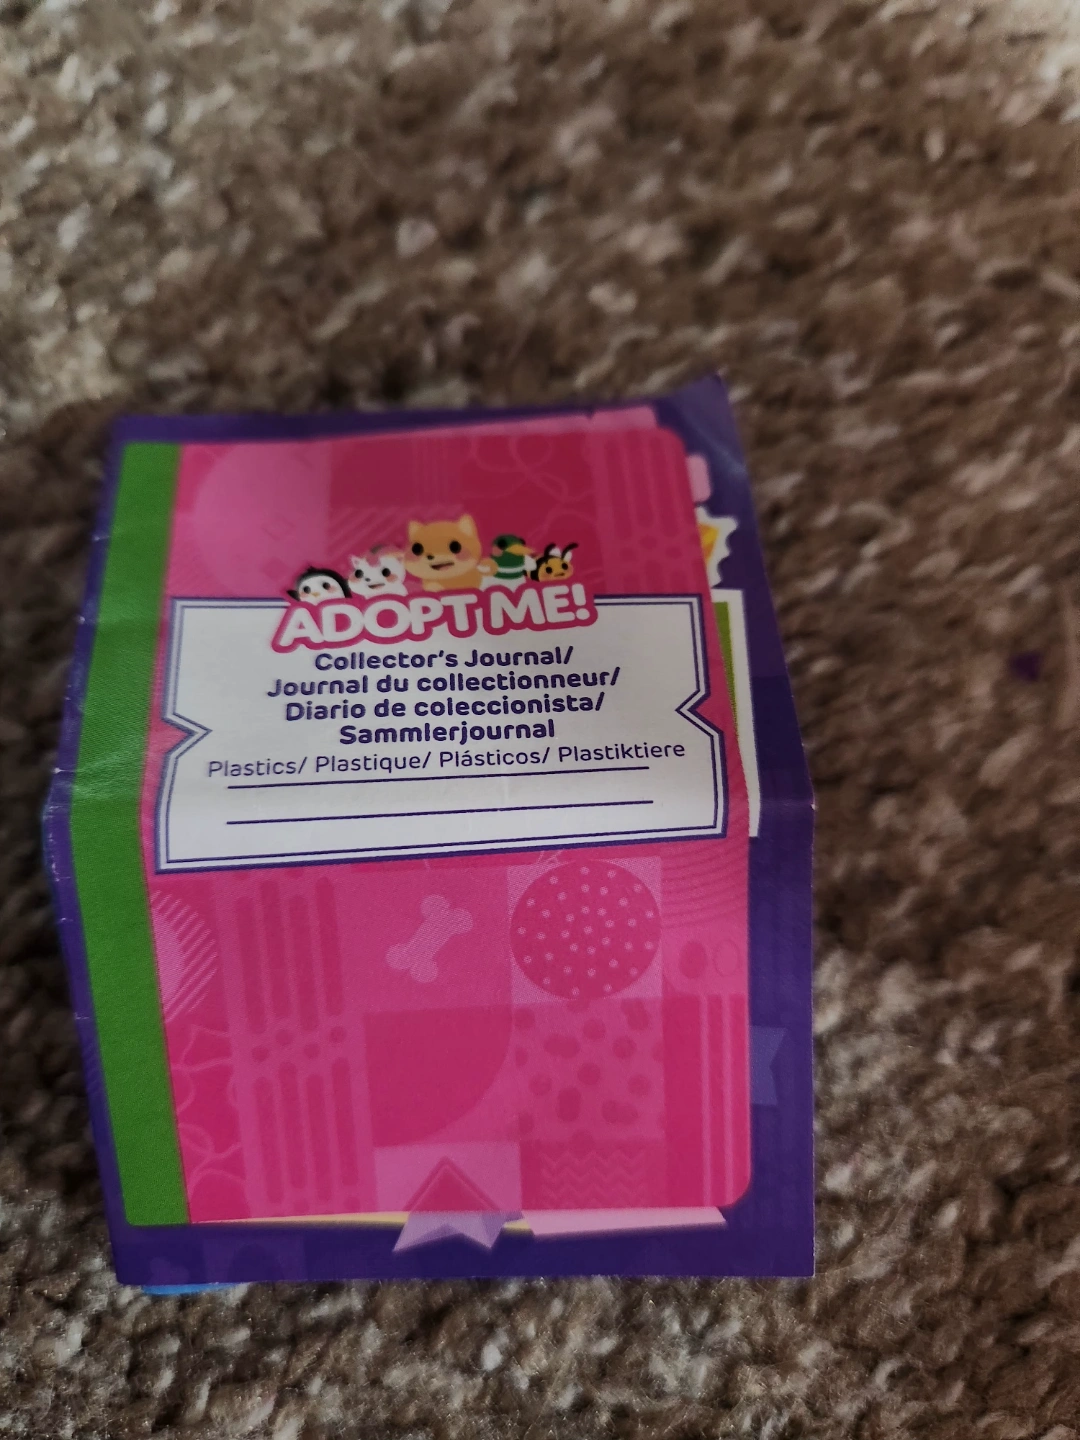 ADOPT ME!
Collector's Journal/
Journal du collectionneur/
Diario de coleccionista/
Sammlerjournal
Plastics/ Plastique/ Plásticos/ Plastiktiere